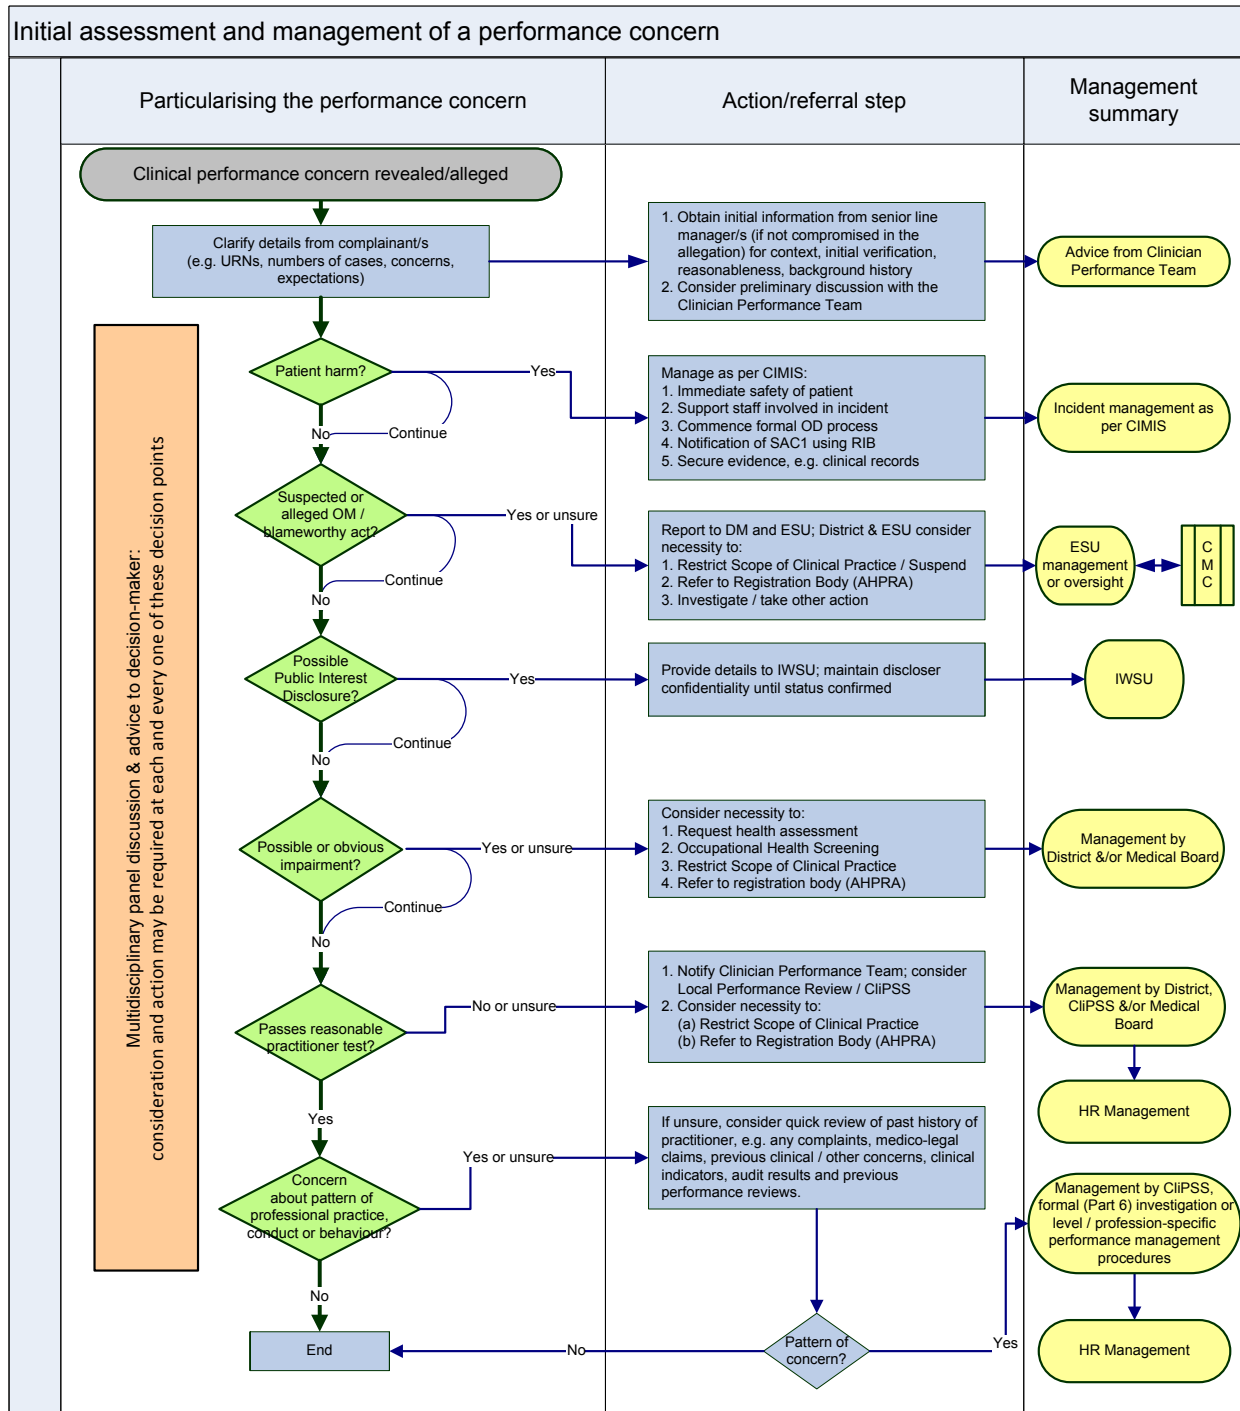 Initial assessment and management of a performance concern
Particularising the performance concern
Action/referral step
Management
summary
Clinical performance concern revealed/alleged
Clarify details from complainant/s
(e.g. URNs, numbers of cases, concerns,
expectations)
1. Obtain initial information from senior line
manager/s (if not compromised in the
allegation) for context, initial verification,
reasonableness, background history
2. Consider preliminary discussion with the
Clinician Performance Team
Advice from Clinician
Performance Team
Multidisciplinary panel discussion & advice to decision-maker:
consideration and action may be required at each and every one of these decision points
Patient harm?
Yes
No
Continue
Manage as per CIMIS:
1. Immediate safety of patient
2. Support staff involved in incident
3. Commence formal OD process
4. Notification of SAC1 using RIB
5. Secure evidence, e.g. clinical records
Incident management as
per CIMIS
Suspected or
alleged OM /
blameworthy act?
Yes or unsure
Continue
No
Report to DM and ESU; District & ESU consider
necessity to:
1. Restrict Scope of Clinical Practice / Suspend
2. Refer to Registration Body (AHPRA)
3. Investigate / take other action
ESU
management
or oversight
C
M
C
Possible
Public Interest
Disclosure?
Yes
Continue
No
Provide details to IWSU; maintain discloser
confidentiality until status confirmed
IWSU
Possible or obvious
impairment?
Yes or unsure
Continue
No
Consider necessity to:
1. Request health assessment
2. Occupational Health Screening
3. Restrict Scope of Clinical Practice
4. Refer to registration body (AHPRA)
Management by
District &/or Medical Board
Passes reasonable
practitioner test?
No or unsure
Yes
1. Notify Clinician Performance Team; consider
Local Performance Review / CliPSS
2. Consider necessity to:
(a) Restrict Scope of Clinical Practice
(b) Refer to Registration Body (AHPRA)
Management by District,
CliPSS &/or Medical
Board
HR Management
Concern
about pattern of
professional practice,
conduct or behaviour?
Yes or unsure
No
If unsure, consider quick review of past history of
practitioner, e.g. any complaints, medico-legal
claims, previous clinical / other concerns, clinical
indicators, audit results and previous
performance reviews.
Management by CliPSS,
formal (Part 6) investigation or
level / profession-specific
performance management
procedures
End
No
Pattern of
concern?
Yes
HR Management